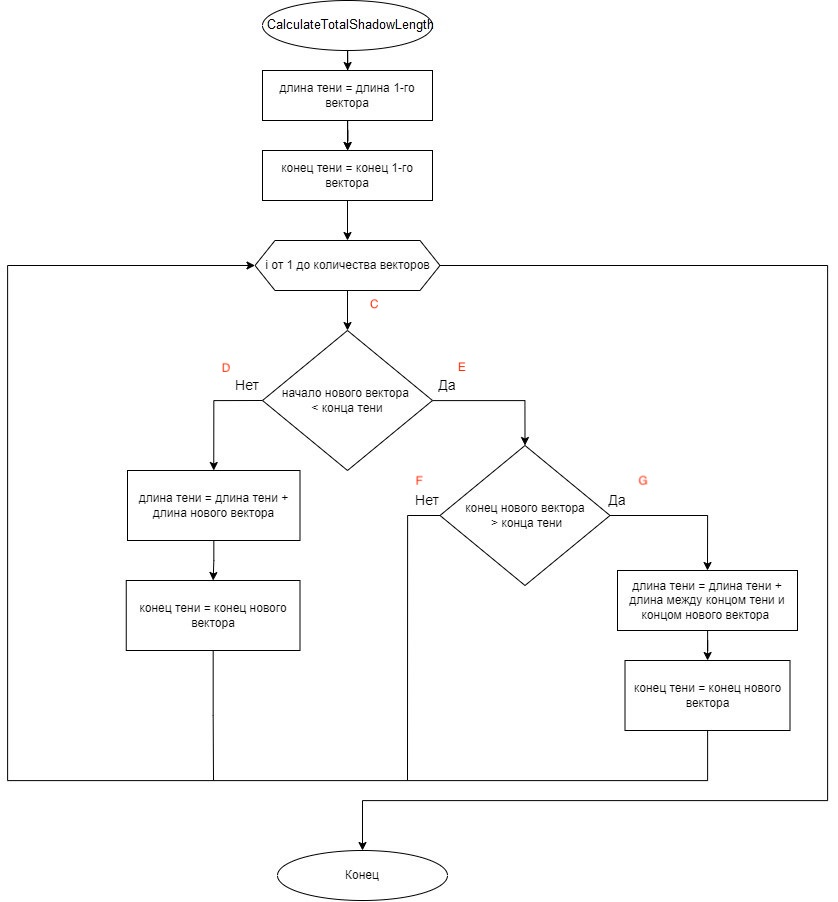 CalculateTotalShadowLength
длина тени = длина 1-го
вектора
конец тени = конец 1-го
вектора
i от 1 до количества векторов
C
D
E
Нет
Да
начало нового вектора
< конца тени
F
G
Нет
Да
конец нового вектора
> конца тени
длина тени = длина тени +
длина нового вектора
длина тени = длина тени +
длина между концом тени и
концом нового вектора
конец тени = конец нового
вектора
конец тени = конец нового
вектора
Конец